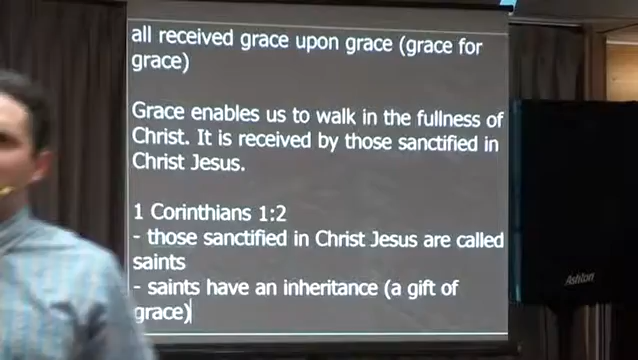 all received grace upon grace (grace for
grace)
Grace enables us to walk in the fullness of
Christ. It is received by those sanctified in
Christ Jesus.
1 Corinthians 1:2
- those sanctified in Christ Jesus are called
saints
- saints have an inheritance (a gift of
grace)
Ashton